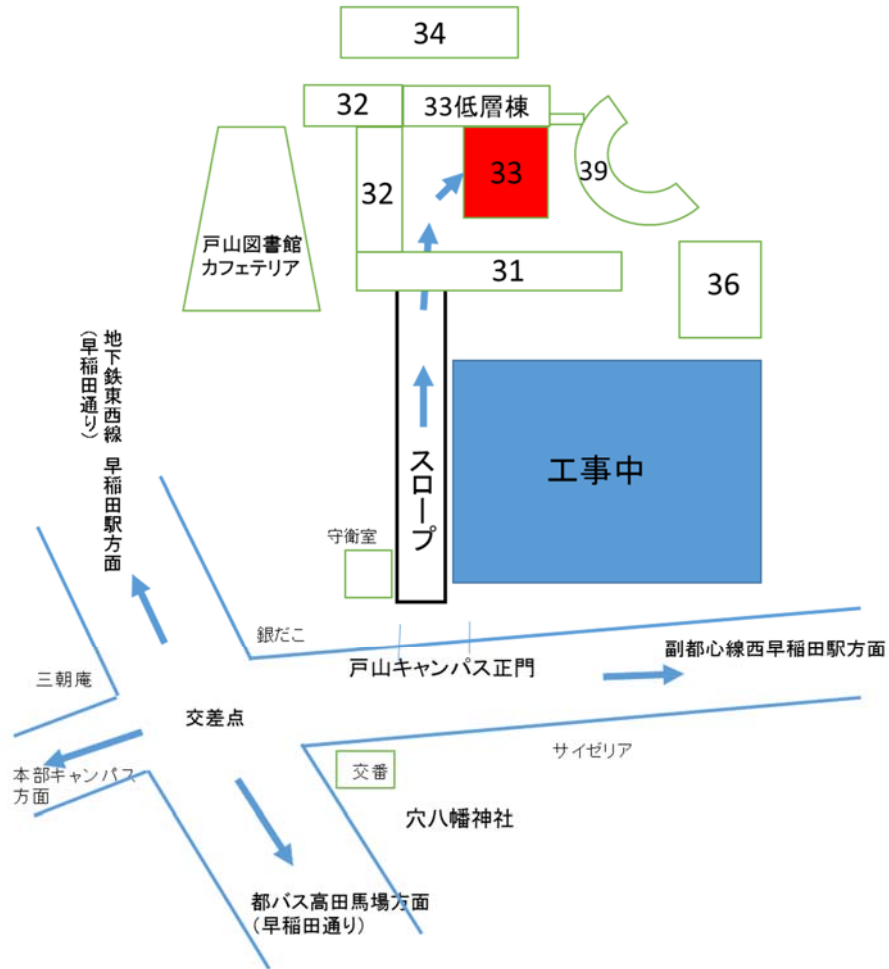 34
32
33低層棟
32
33
39
戸山図書館
カフェテリア
31
36
地下鉄東西線 早稲田駅方面
(早稲田通り)
スロープ
工事中
守衛室
銀だこ
戸山キャンパス正門
副都心線西早稲田駅方面
三朝庵
交差点
サイゼリア
本部キャンパス
方面
交番
穴八幡神社
都バス高田馬場方面
(早稲田通り)